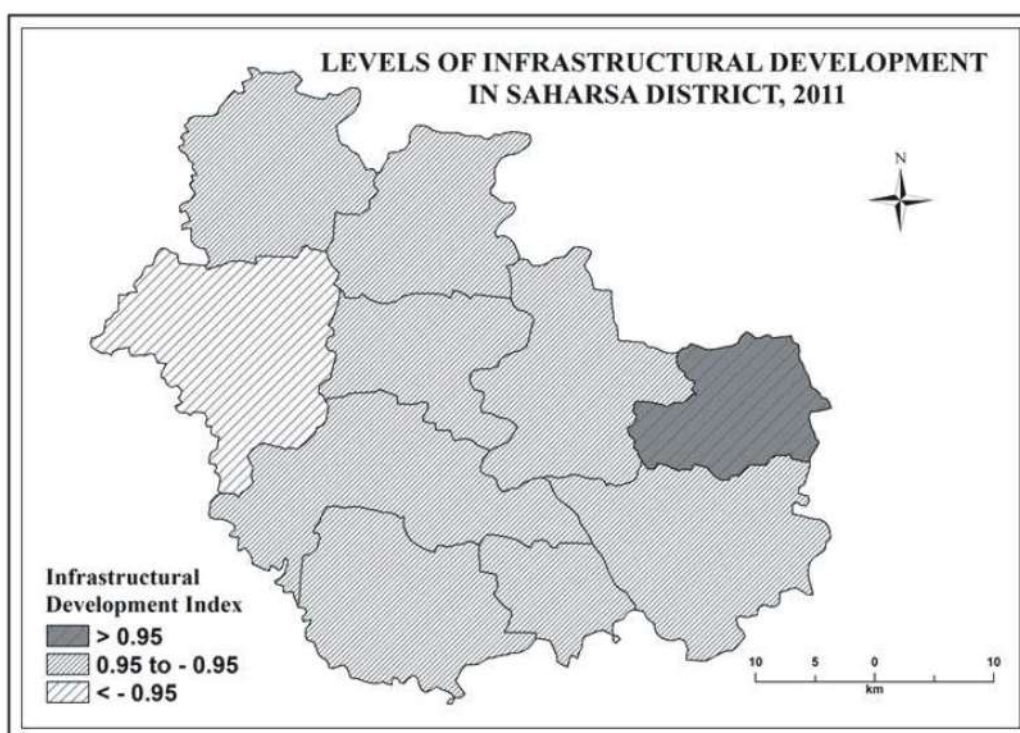 LEVELS OF INFRASTRUCTURAL DEVELOPMENT
IN SAHARSA DISTRICT, 2011
N
Infrastructural
Development Index
> 0.95
0.95 to - 0.95
< - 0.95
10 5 0 10
km